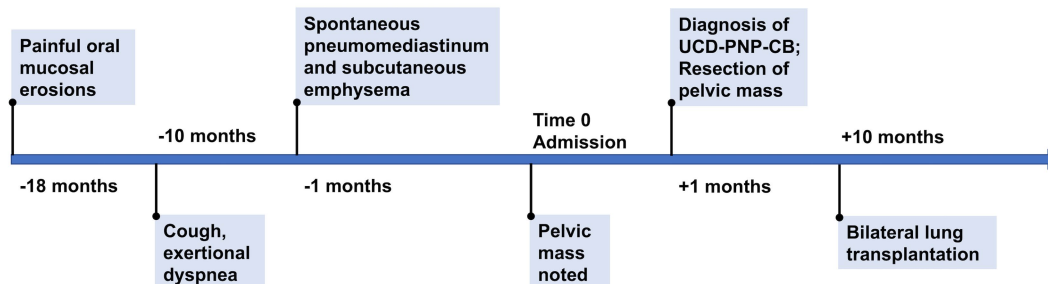 Painful oral
mucosal
erosions
-18 months
-10 months
Cough,
exertional
dyspnea
Spontaneous
pneumomediastinum
and subcutaneous
emphysema
-1 months
Time 0
Admission
Pelvic
mass
noted
Diagnosis of
UCD-PNP-CB;
Resection of
pelvic mass
+1 months
+10 months
Bilateral lung
transplantation